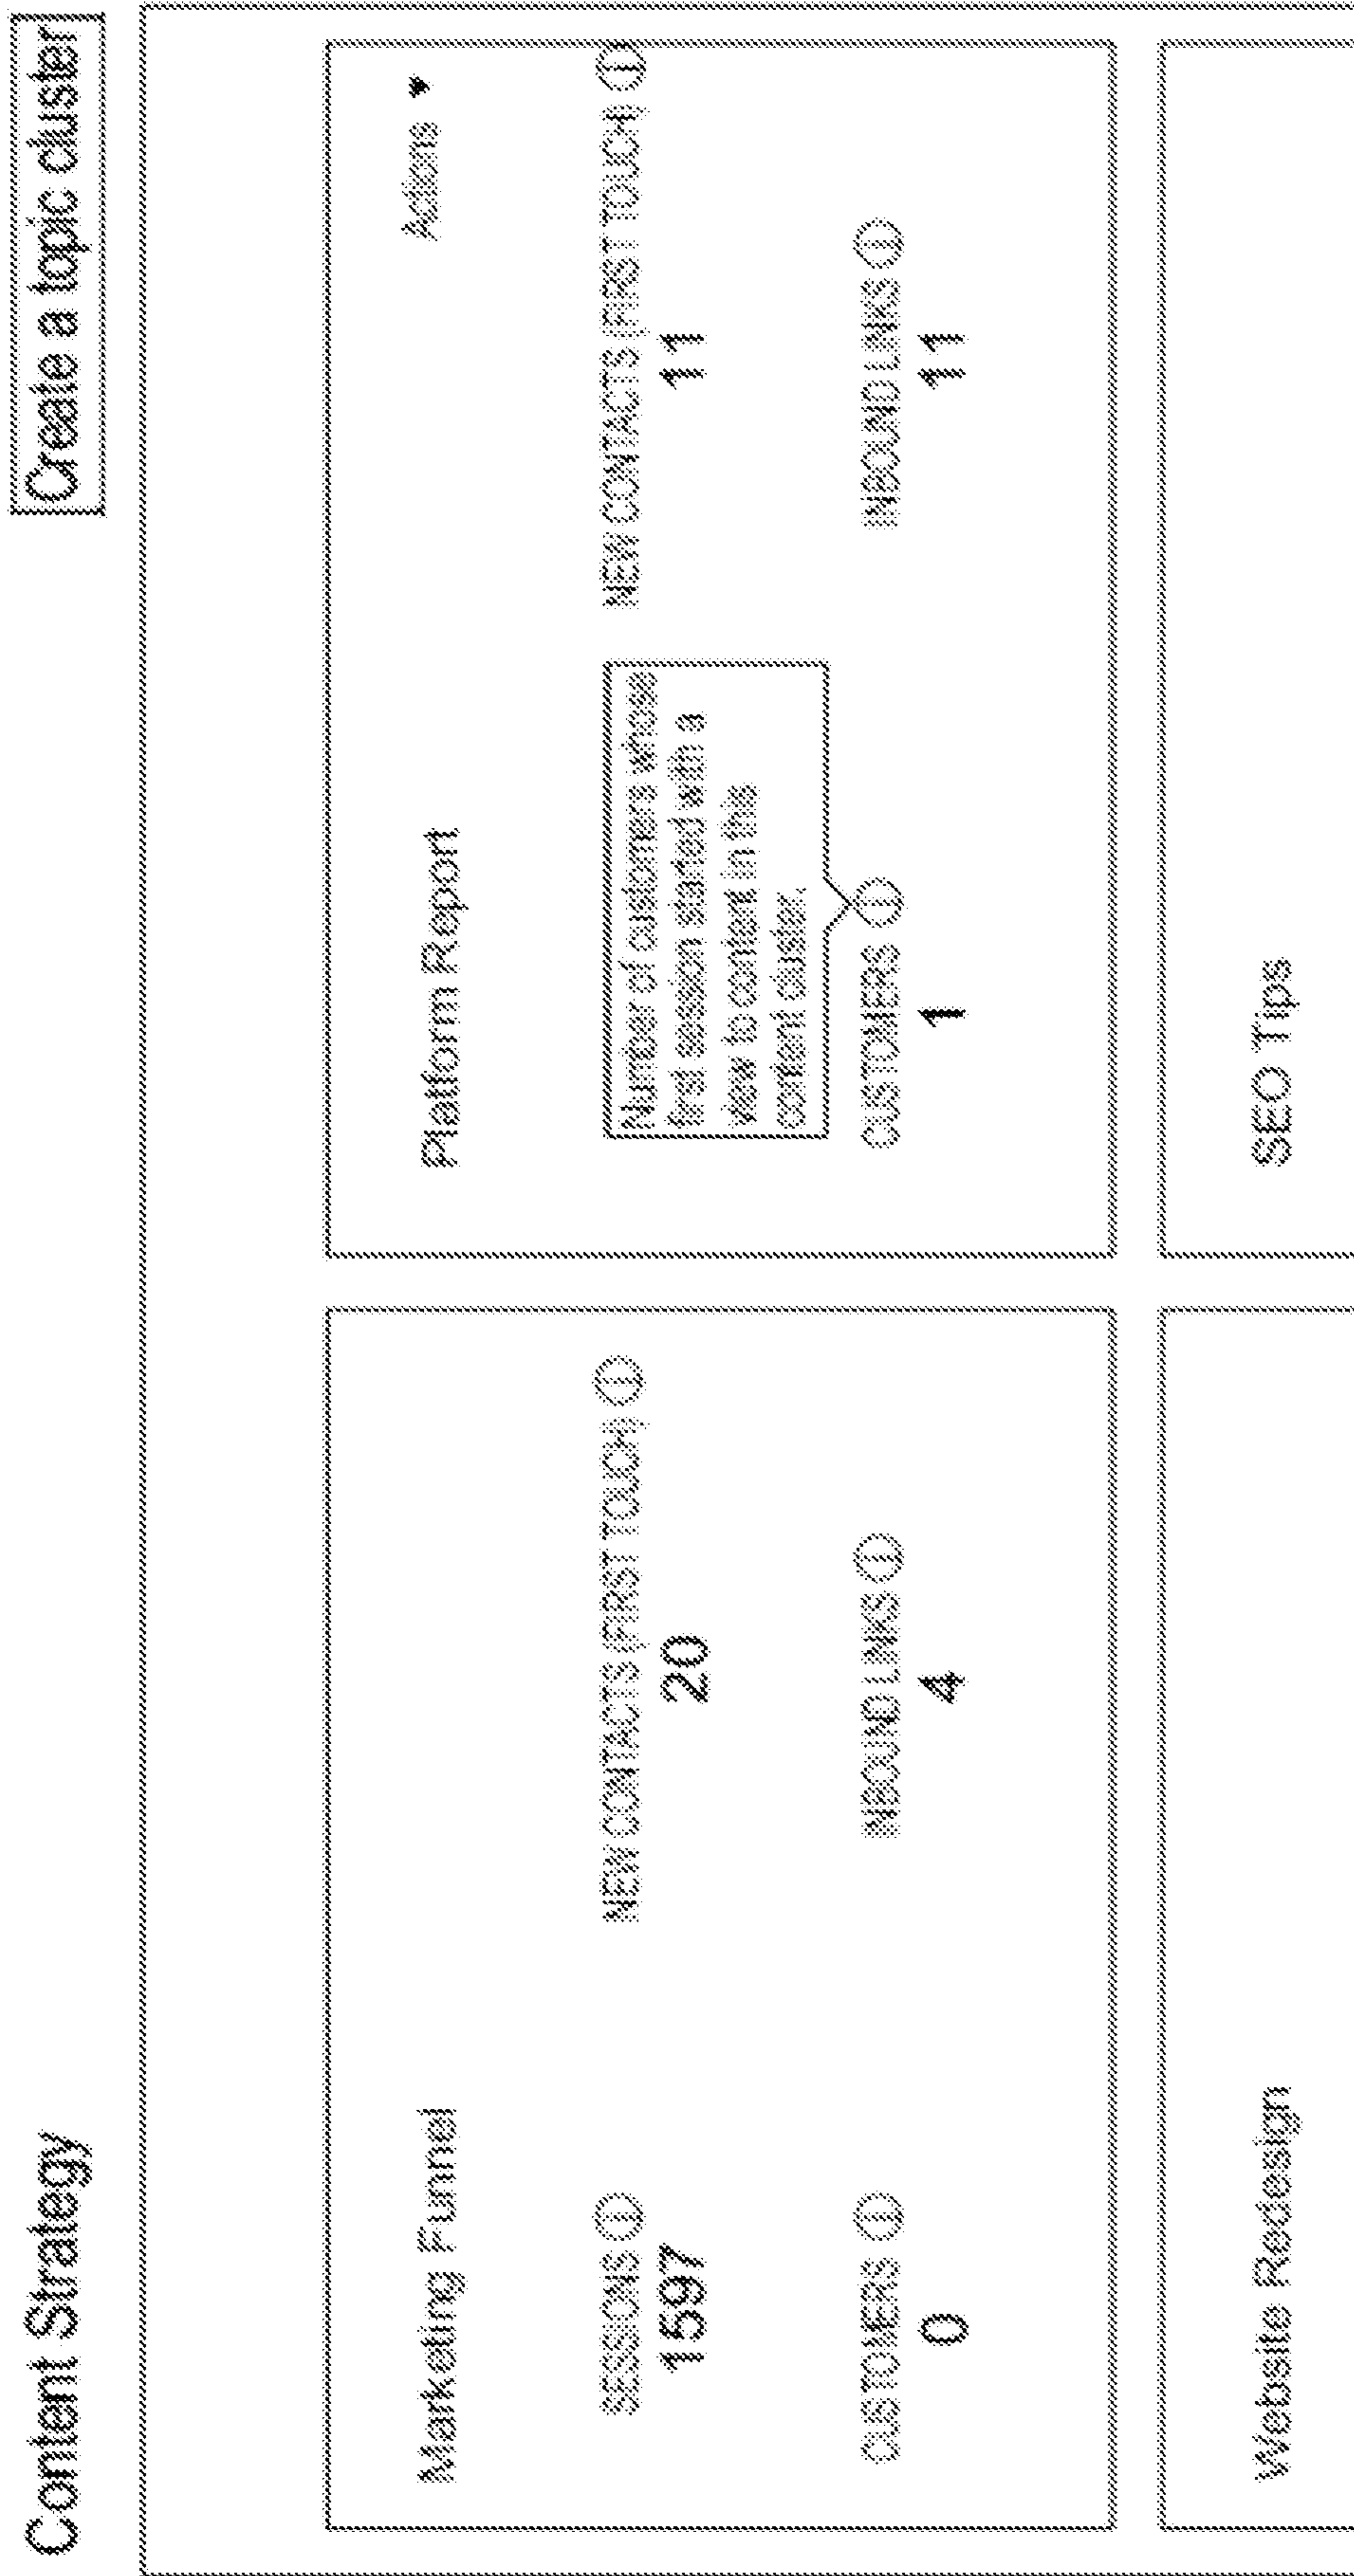 Content Strategy
Create a topic cluster
Marketing Funnel
SESSIONS ⓘ
1597
NEW CONTACTS (FIRST TOUCH) ⓘ
20
CUSTOMERS ⓘ
0
INBOUND LINKS ⓘ
4
Platform Report
Actions ▼
Number of customers whose
first session started with a
view to content in this
content cluster.
NEW CONTACTS (FIRST TOUCH) ⓘ
11
CUSTOMERS ⓘ
1
INBOUND LINKS ⓘ
11
Website Redesign
SEO Tips